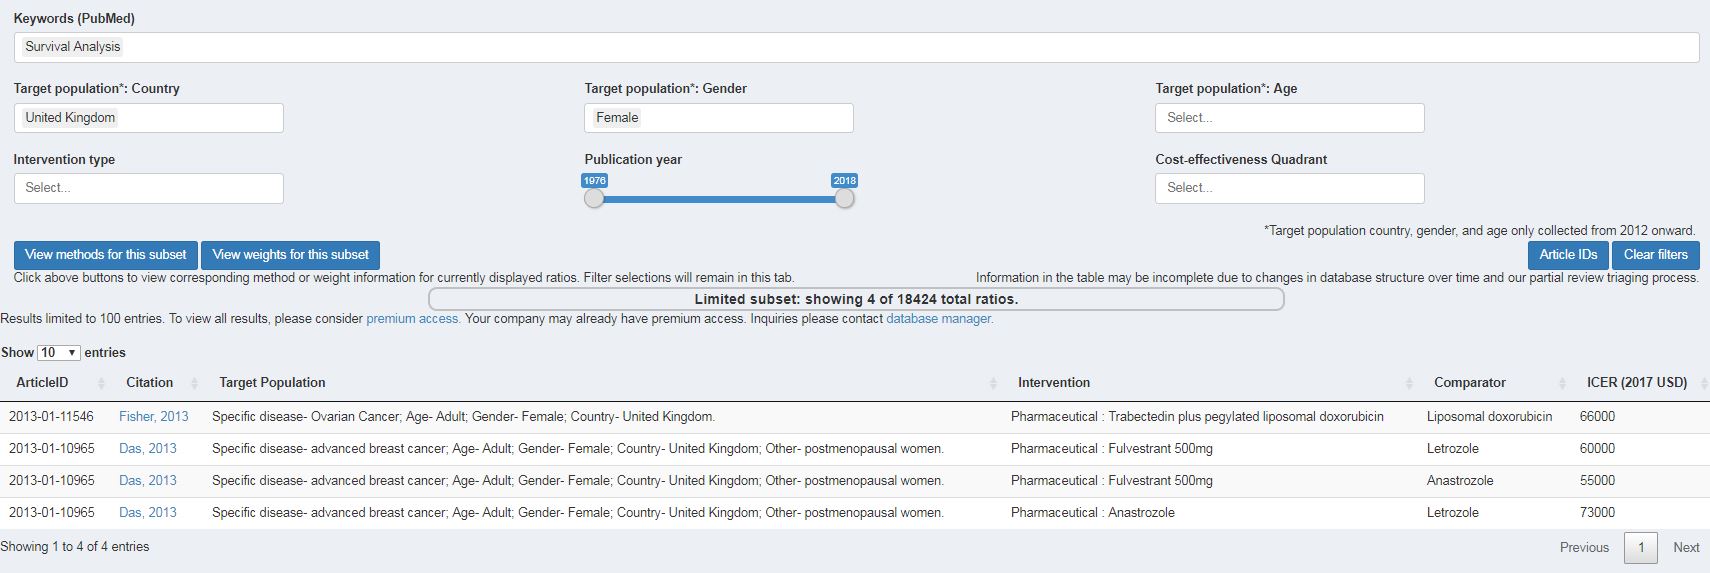 Keywords (PubMed)
Survival Analysis
Target population*: Country Target population*: Gender Target population*: Age
United Kingdom Female Select...
Intervention type Publication year Cost-effectiveness Quadrant
Select... 1976 2018 Select...
*Target population country, gender, and age only collected from 2012 onward.
View methods for this subset View weights for this subset Article IDs Clear filters
Click above buttons to view corresponding method or weight information for currently displayed ratios. Filter selections will remain in this tab. Information in the table may be incomplete due to changes in database structure over time and our partial review triaging process.
Limited subset: showing 4 of 18424 total ratios.
Results limited to 100 entries. To view all results, please consider premium access. Your company may already have premium access. Inquiries please contact database manager.
Show 10 entries
ArticleID Citation Target Population Intervention Comparator ICER (2017 USD)
2013-01-11546 Fisher, 2013 Specific disease- Ovarian Cancer; Age- Adult; Gender- Female; Country- United Kingdom. Pharmaceutical : Trabectedin plus pegylated liposomal doxorubicin Liposomal doxorubicin 66000
2013-01-10965 Das, 2013 Specific disease- advanced breast cancer; Age- Adult; Gender- Female; Country- United Kingdom; Other- postmenopausal women. Pharmaceutical : Fulvestrant 500mg Letrozole 60000
2013-01-10965 Das, 2013 Specific disease- advanced breast cancer; Age- Adult; Gender- Female; Country- United Kingdom; Other- postmenopausal women. Pharmaceutical : Fulvestrant 500mg Anastrozole 55000
2013-01-10965 Das, 2013 Specific disease- advanced breast cancer; Age- Adult; Gender- Female; Country- United Kingdom; Other- postmenopausal women. Pharmaceutical : Anastrozole Letrozole 73000
Showing 1 to 4 of 4 entries Previous 1 Next